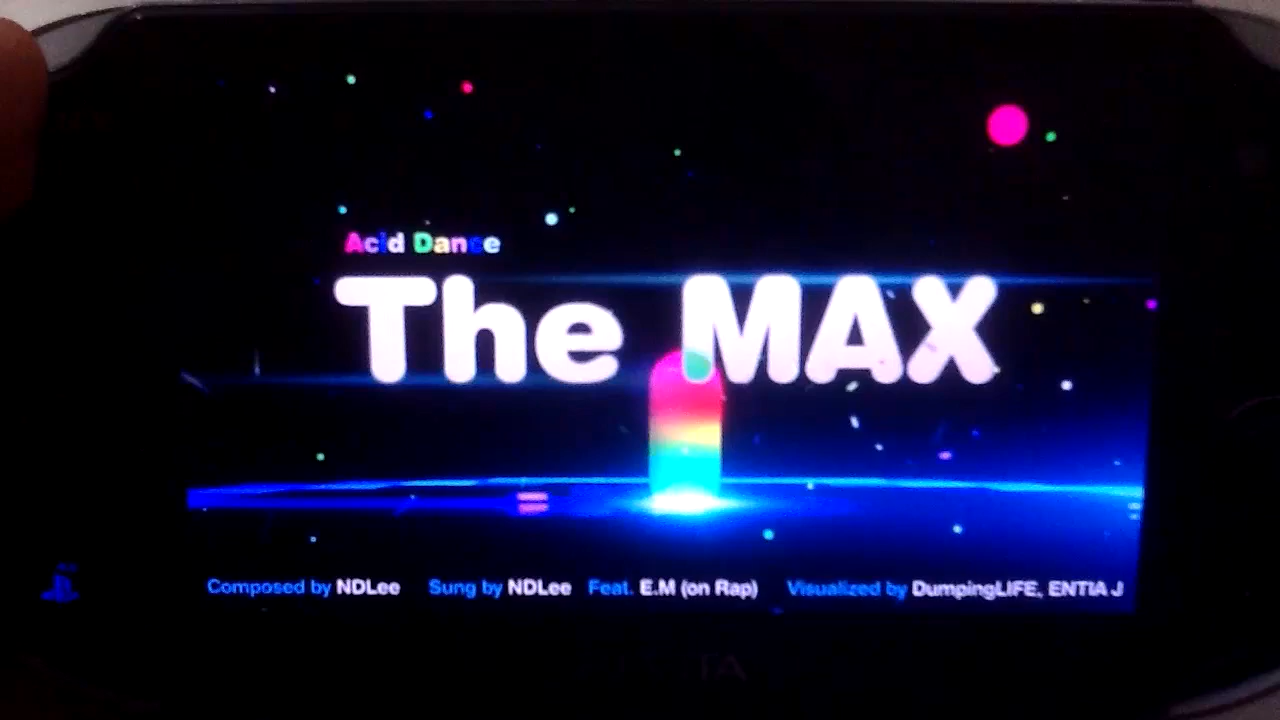 Acid Dance
The MAX
Composed by NDLee Sung by NDLee Feat. E.M (on Rap) Visualized by DumpingLIFE, ENTIA J